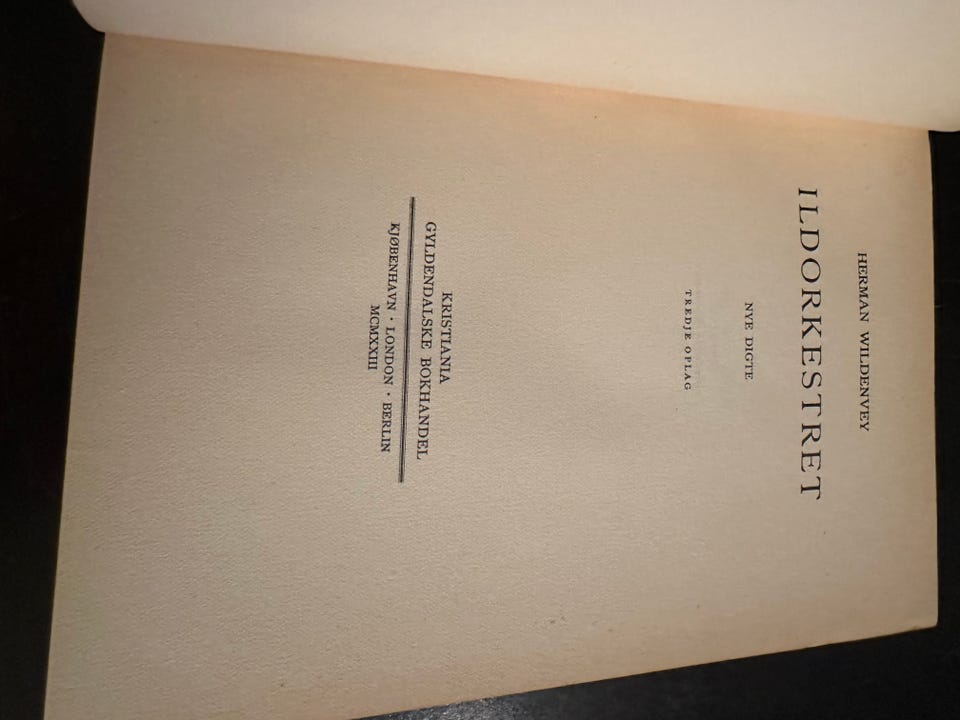 HERMAN WILDENVEY
ILDORKESTRET
NYE DIGTE
TREDJE OPLAG
KRISTIANIA
GYLDENDALSKE BOKHANDEL
KJØBENHAVN · LONDON · BERLIN
MCMXXIII